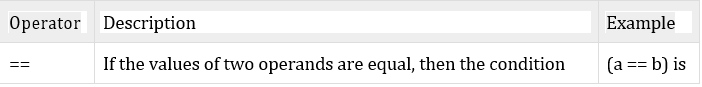 Operator Description Example
== If the values of two operands are equal, then the condition (a == b) is